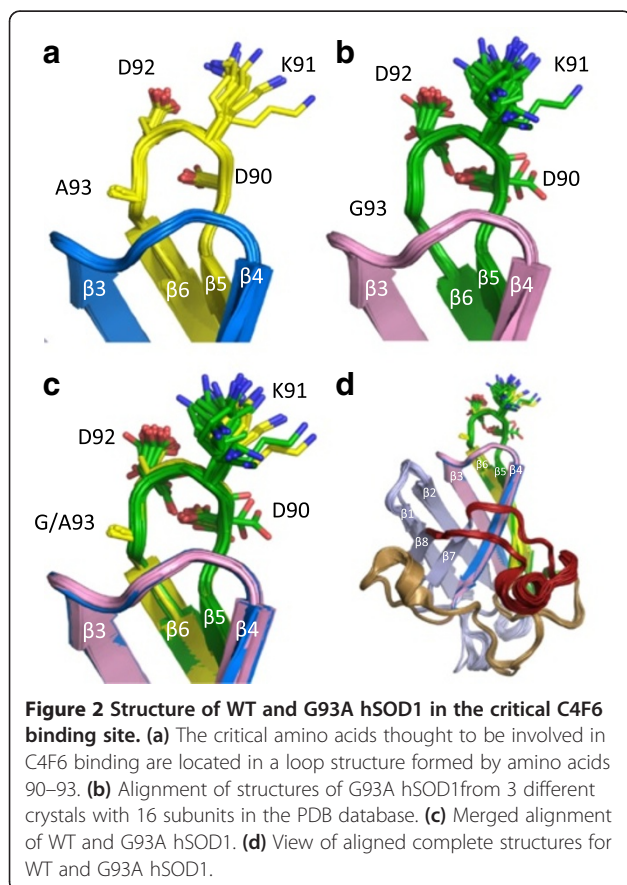 a
D92
K91
D90
A93
β3
β6
β5
β4
b
D92
K91
D90
G93
β3
β6
β5
β4
c
D92
K91
D90
G/A93
β3
β6
β5
β4
d
β6
β5
β4
β3
β2
β1
β8
β7
Figure 2 Structure of WT and G93A hSOD1 in the critical C4F6
binding site. (a) The critical amino acids thought to be involved in
C4F6 binding are located in a loop structure formed by amino acids
90–93. (b) Alignment of structures of G93A hSOD1from 3 different
crystals with 16 subunits in the PDB database. (c) Merged alignment
of WT and G93A hSOD1. (d) View of aligned complete structures for
WT and G93A hSOD1.